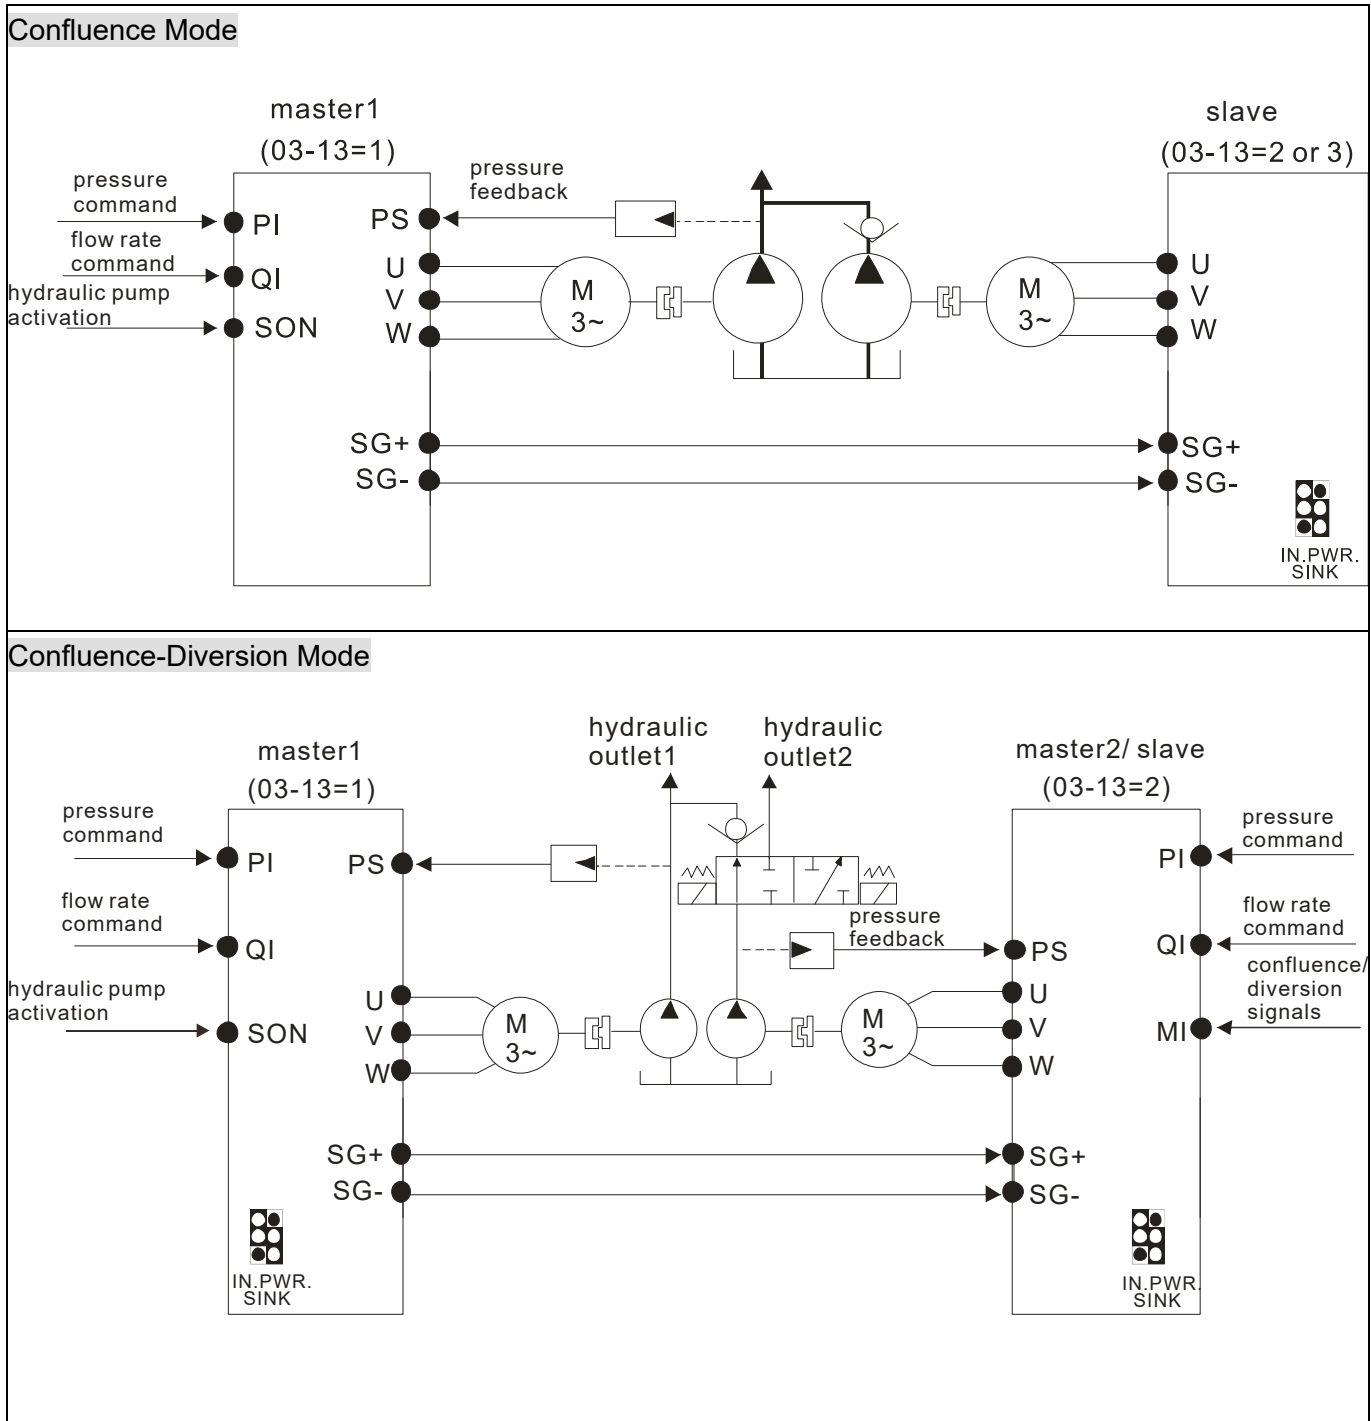 Confluence Mode
master1
(03-13=1)
slave
(03-13=2 or 3)
pressure
command
flow rate
command
hydraulic pump
activation
PI
QI
SON
PS
U
V
W
SG+
SG-
pressure
feedback
M
3~
M
3~
U
V
W
SG+
SG-
IN.PWR.
SINK
Confluence-Diversion Mode
master1
(03-13=1)
hydraulic
outlet1
hydraulic
outlet2
master2/ slave
(03-13=2)
pressure
command
flow rate
command
hydraulic pump
activation
PI
QI
SON
PS
U
V
W
SG+
SG-
IN.PWR.
SINK
M
3~
pressure
feedback
M
3~
PS
U
V
W
SG+
SG-
PI
QI
MI
pressure
command
flow rate
command
confluence/
diversion
signals
IN.PWR.
SINK